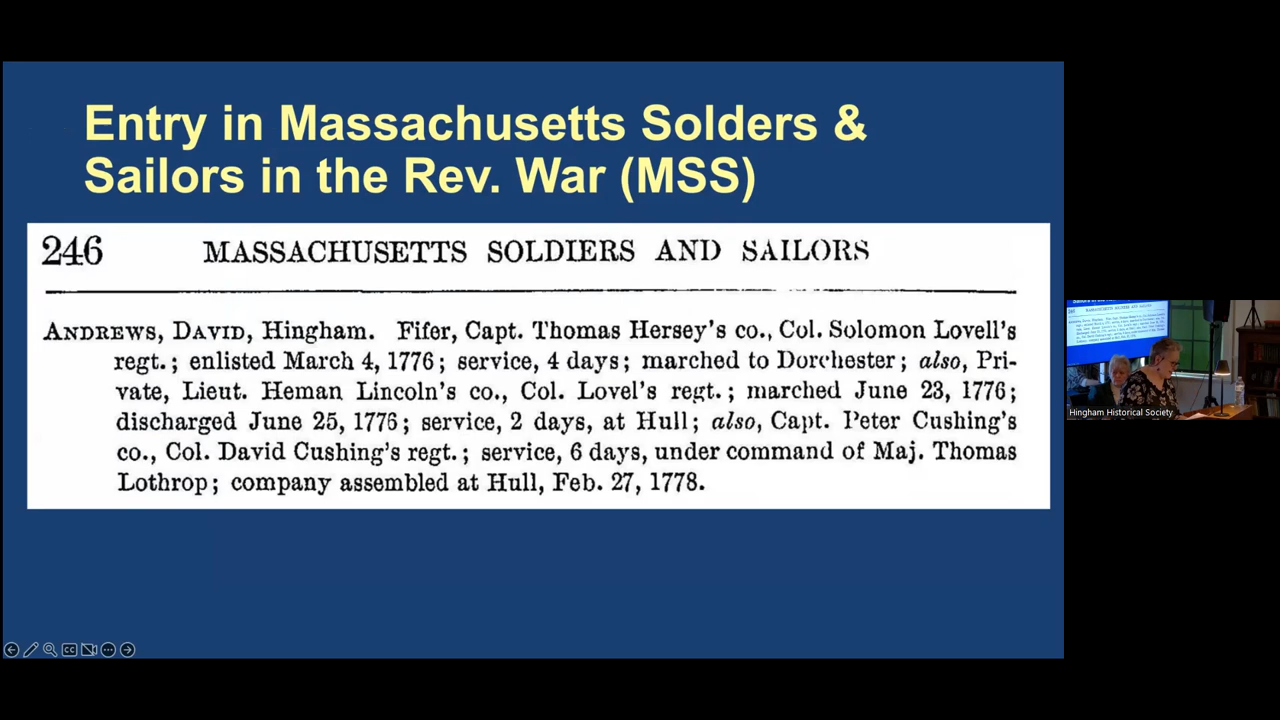 Entry in Massachusetts Solders &
Sailors in the Rev. War (MSS)
246 MASSACHUSETTS SOLDIERS AND SAILORS
ANDREWS, DAVID, Hingham. Fifer, Capt. Thomas Hersey's co., Col. Solomon Lovell's
regt.; enlisted March 4, 1776; service, 4 days; marched to Dorchester; also, Pri-
vate, Lieut. Heman Lincoln's co., Col. Lovel's regt.; marched June 23, 1776;
discharged June 25, 1776; service, 2 days, at Hull; also, Capt. Peter Cushing's
co., Col. David Cushing's regt.; service, 6 days, under command of Maj. Thomas
Lothrop; company assembled at Hull, Feb. 27, 1778.
CC
Hingham Historical Society